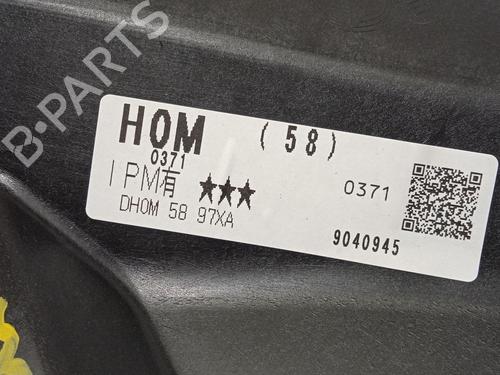 B-PARTS
HOM (58)
0371
IPM有 ★★★ 0371
DHOM 58 97XA
9040945